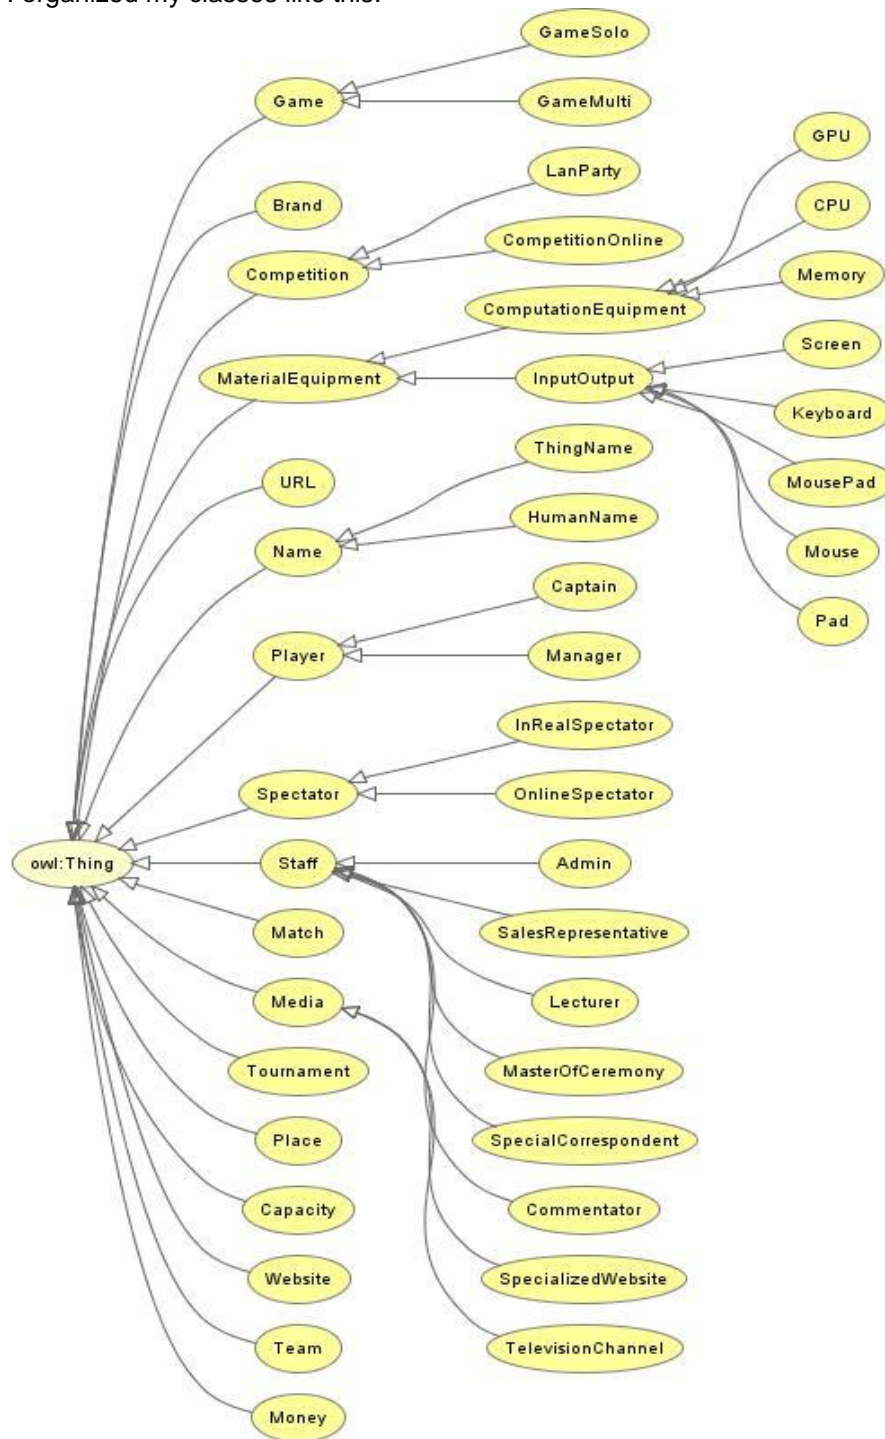 I organized my classes like this:
GameSolo
Game
GameMulti
GPU
LanParty
Brand
CPU
CompetitionOnline
Competition
Memory
ComputationEquipment
Screen
MaterialEquipment
InputOutput
Keyboard
ThingName
URL
MousePad
HumanName
Name
Mouse
Captain
Pad
Player
Manager
InRealSpectator
Spectator
OnlineSpectator
owl:Thing
Staff
Admin
Match
SalesRepresentative
Media
Lecturer
Tournament
MasterOfCeremony
Place
SpecialCorrespondent
Capacity
Commentator
Website
SpecializedWebsite
Team
TelevisionChannel
Money